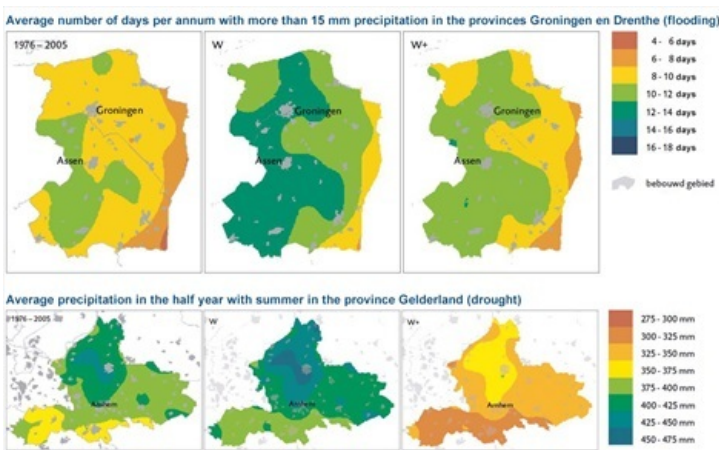 Average number of days per annum with more than 15 mm precipitation in the provinces Groningen en Drenthe (flooding)
1976 – 2005
W
W+
Groningen
Assen
Groningen
Assen
Groningen
Assen
4 - 6 days
6 - 8 days
8 - 10 days
10 - 12 days
12 - 14 days
14 - 16 days
16 - 18 days
bebouwd gebied
Average precipitation in the half year with summer in the province Gelderland (drought)
1976 – 2005
W
W+
Arnhem
Arnhem
Arnhem
275 - 300 mm
300 - 325 mm
325 - 350 mm
350 - 375 mm
375 - 400 mm
400 - 425 mm
425 - 450 mm
450 - 475 mm